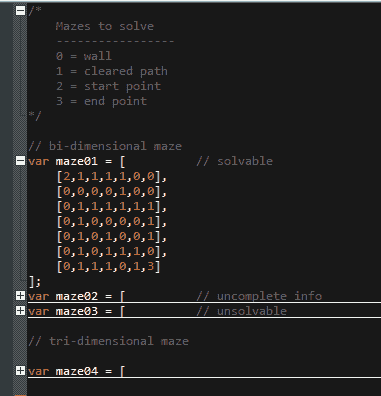 /*
    Mazes to solve
    -----------------
    0 = wall
    1 = cleared path
    2 = start point
    3 = end point
*/
// bi-dimensional maze
var maze01 = [          // solvable
    [2,1,1,1,1,0,0],
    [0,0,0,0,1,0,0],
    [0,1,1,1,1,1,1],
    [0,1,0,0,0,0,1],
    [0,1,0,1,0,0,1],
    [0,1,0,1,1,1,0],
    [0,1,1,1,0,1,3]
];
var maze02 = [          // uncomplete info
var maze03 = [          // unsolvable
// tri-dimensional maze
var maze04 = [